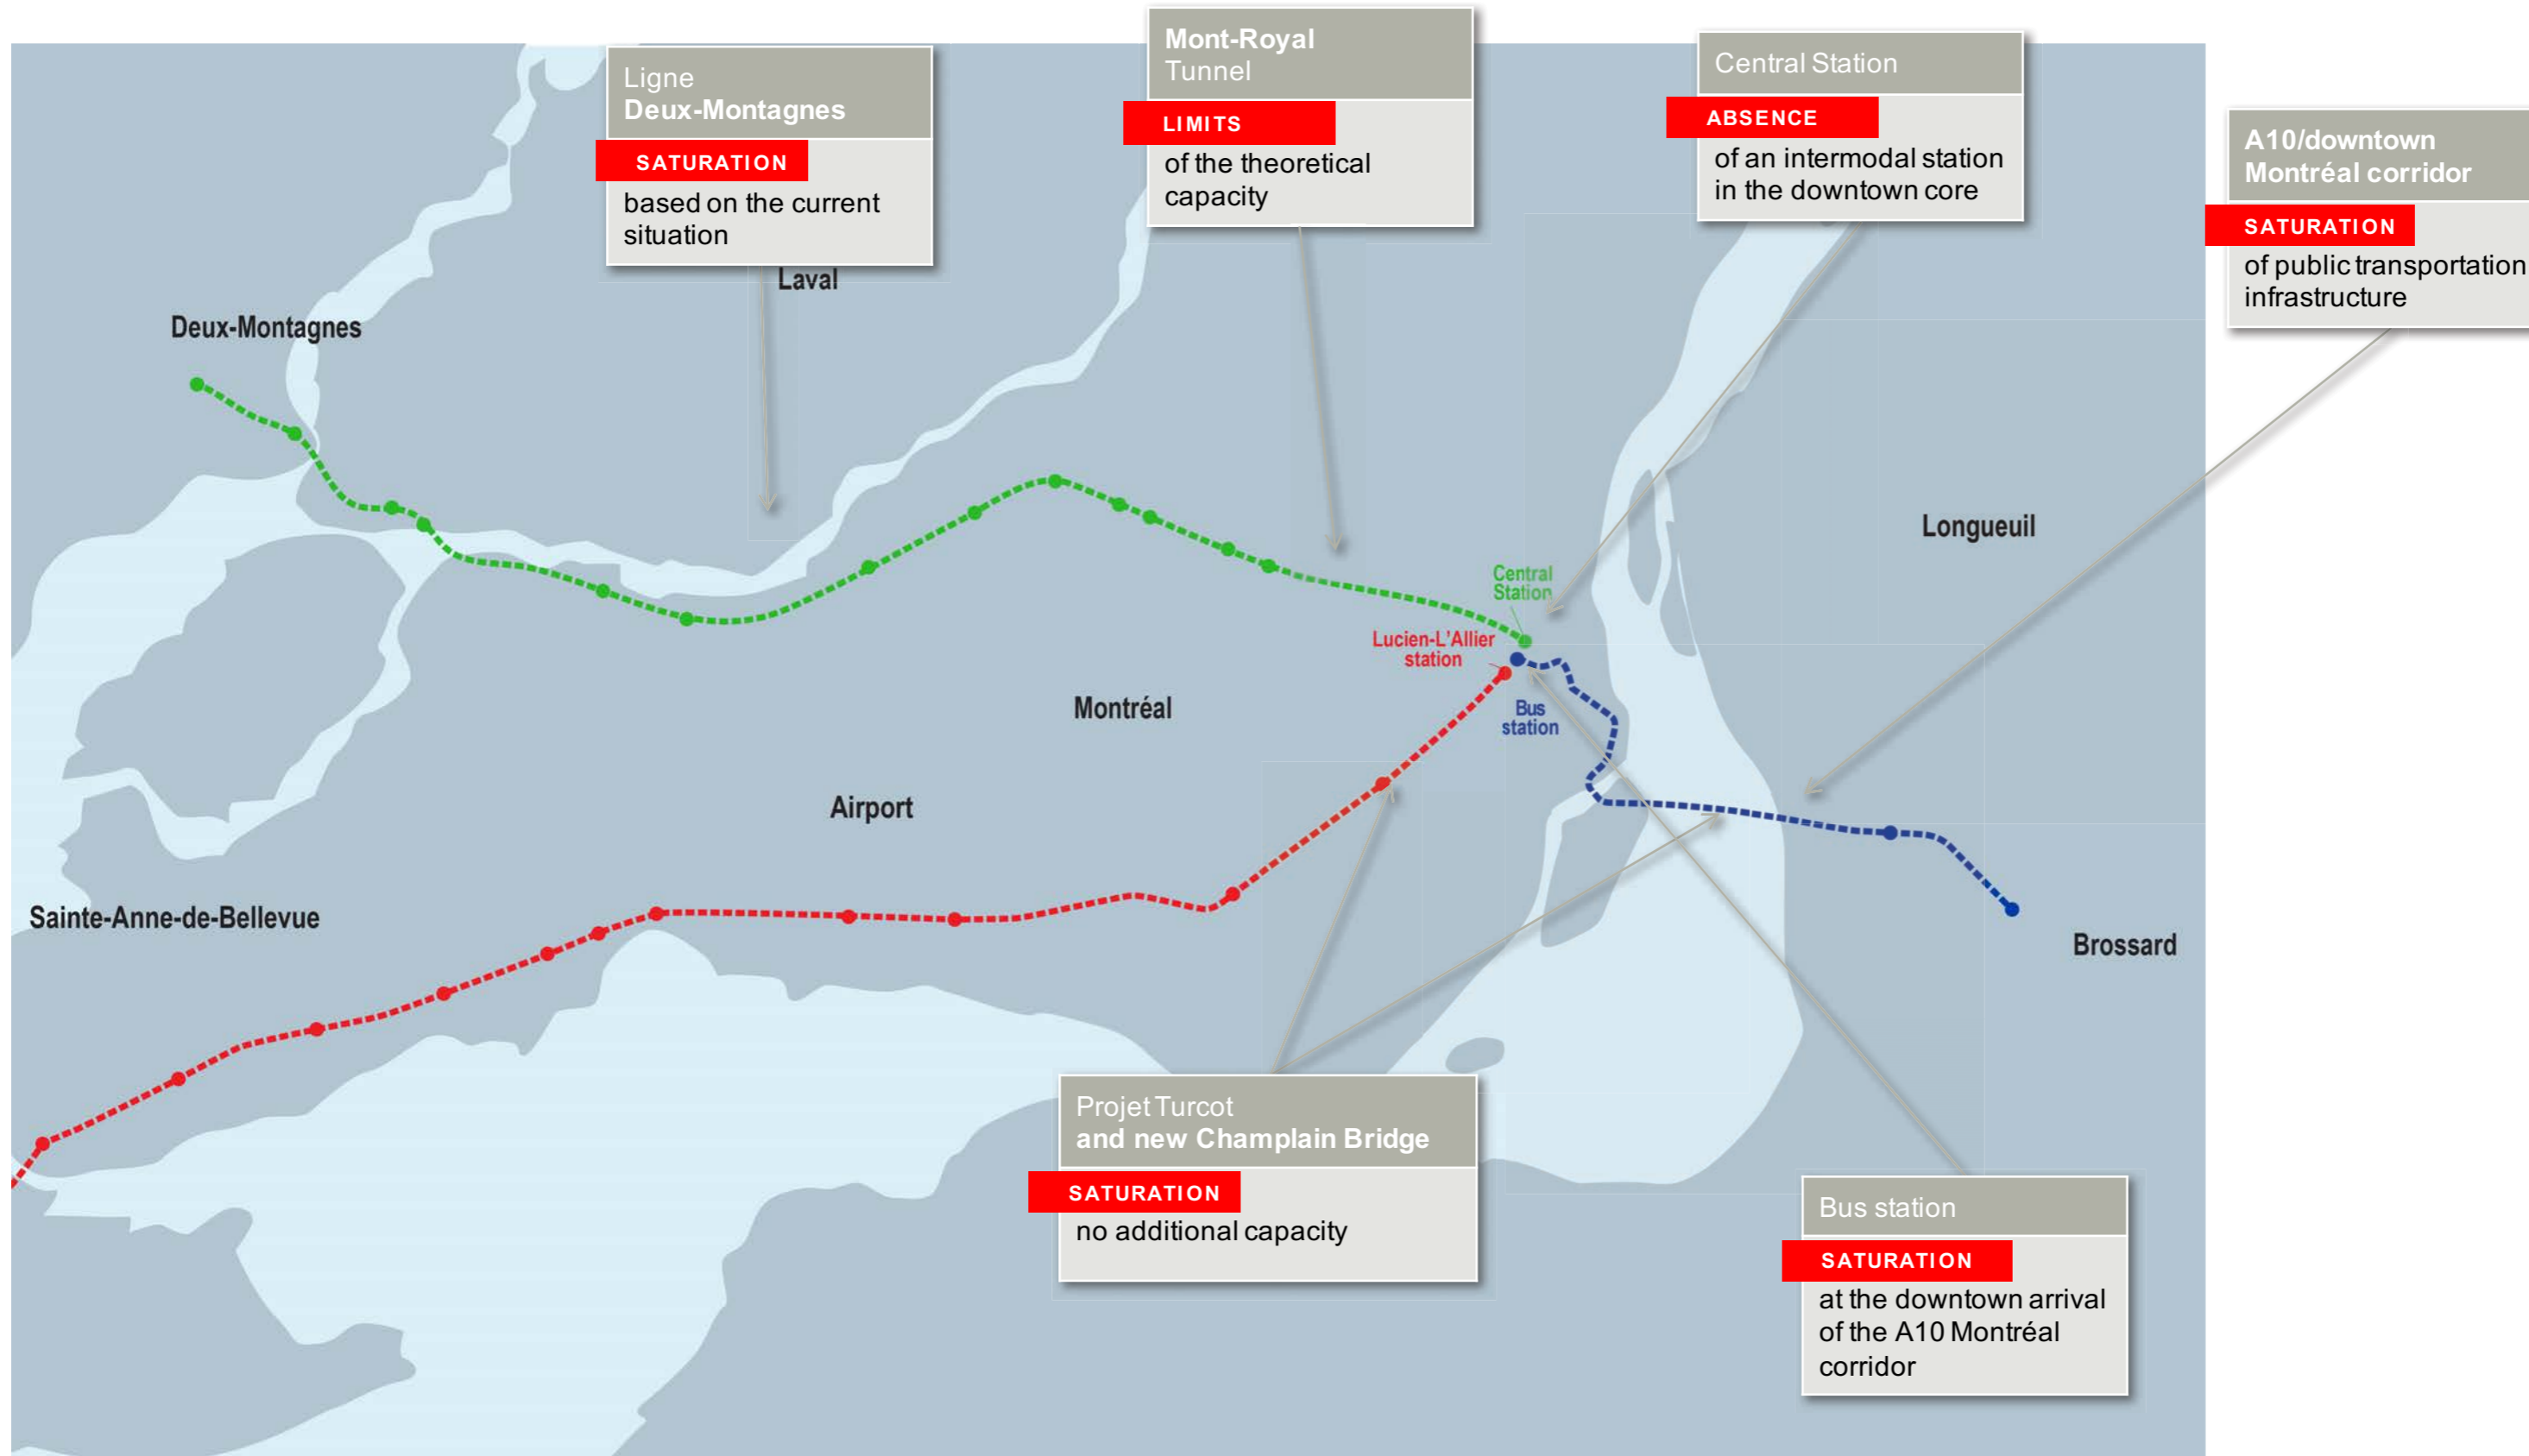 Ligne
Deux-Montagnes
SATURATION
based on the current
situation
Mont-Royal
Tunnel
LIMITS
of the theoretical
capacity
Central Station
ABSENCE
of an intermodal station
in the downtown core
A10/downtown
Montréal corridor
SATURATION
of public transportation
infrastructure
Laval
Deux-Montagnes
Longueuil
Central
Station
Lucien-L'Allier
station
Bus
station
Montréal
Airport
Sainte-Anne-de-Bellevue
Brossard
Projet Turcot
and new Champlain Bridge
SATURATION
no additional capacity
Bus station
SATURATION
at the downtown arrival
of the A10 Montréal
corridor